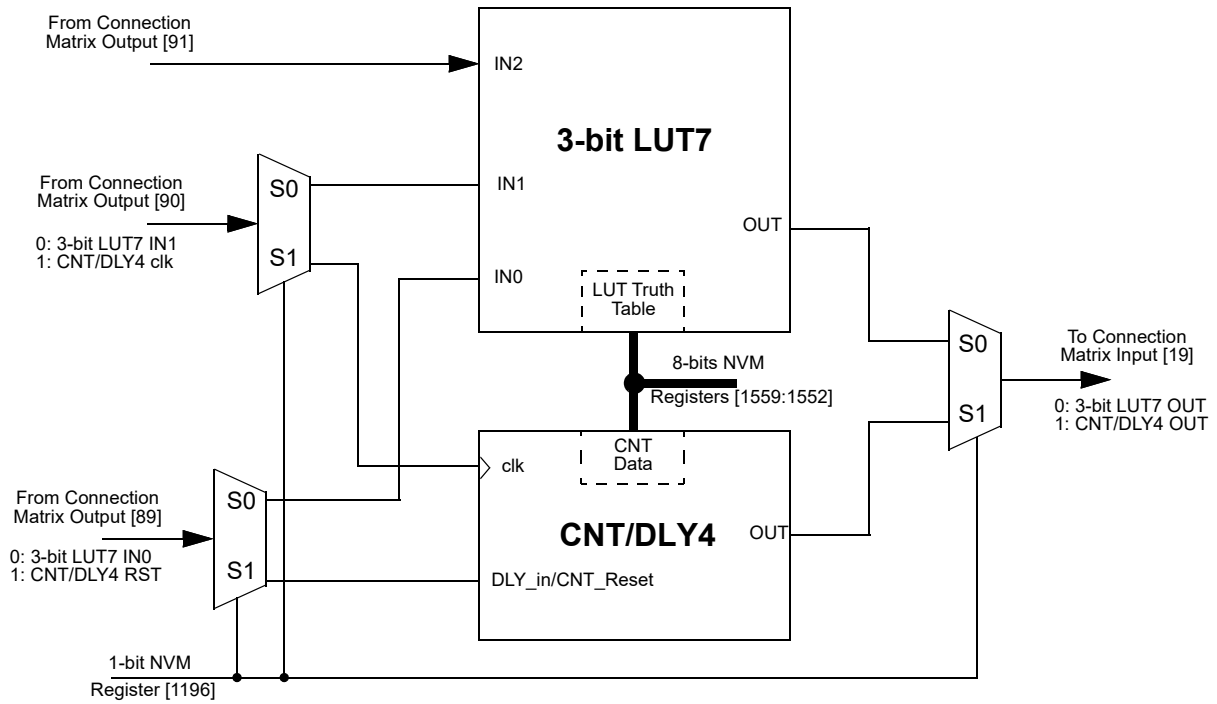 From Connection
Matrix Output [91]
IN2
3-bit LUT7
From Connection
Matrix Output [90]
0: 3-bit LUT7 IN1
1: CNT/DLY4 clk
S0
S1
IN1
IN0
OUT
LUT Truth
Table
8-bits NVM
Registers [1559:1552]
S0
S1
To Connection
Matrix Input [19]
0: 3-bit LUT7 OUT
1: CNT/DLY4 OUT
CNT
Data
clk
CNT/DLY4
OUT
DLY_in/CNT_Reset
From Connection
Matrix Output [89]
0: 3-bit LUT7 IN0
1: CNT/DLY4 RST
S0
S1
1-bit NVM
Register [1196]